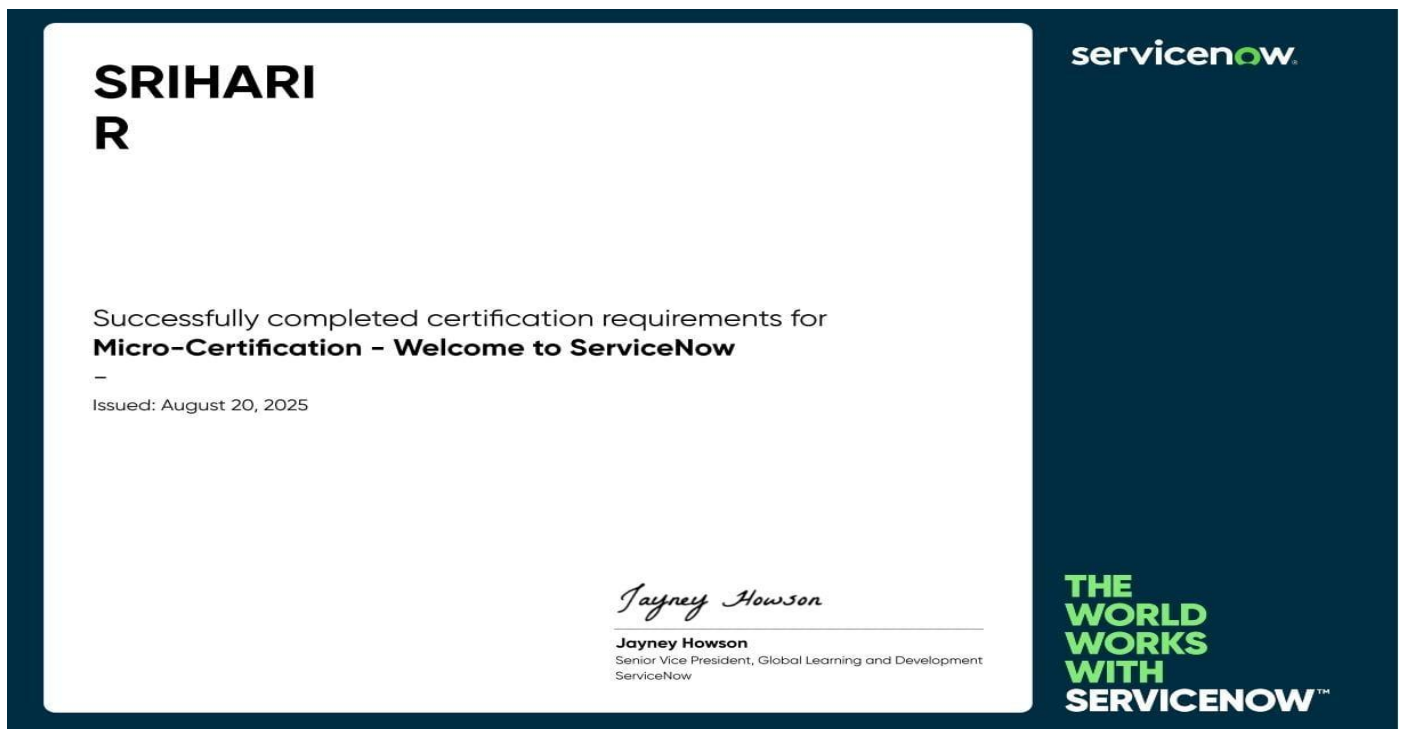 SRIHARI
R
Successfully completed certification requirements for
Micro-Certification - Welcome to ServiceNow
–
Issued: August 20, 2025
Jayney Howson
Jayney Howson
Senior Vice President, Global Learning and Development
ServiceNow
servicenow®
THE
WORLD
WORKS
WITH
SERVICENOW™